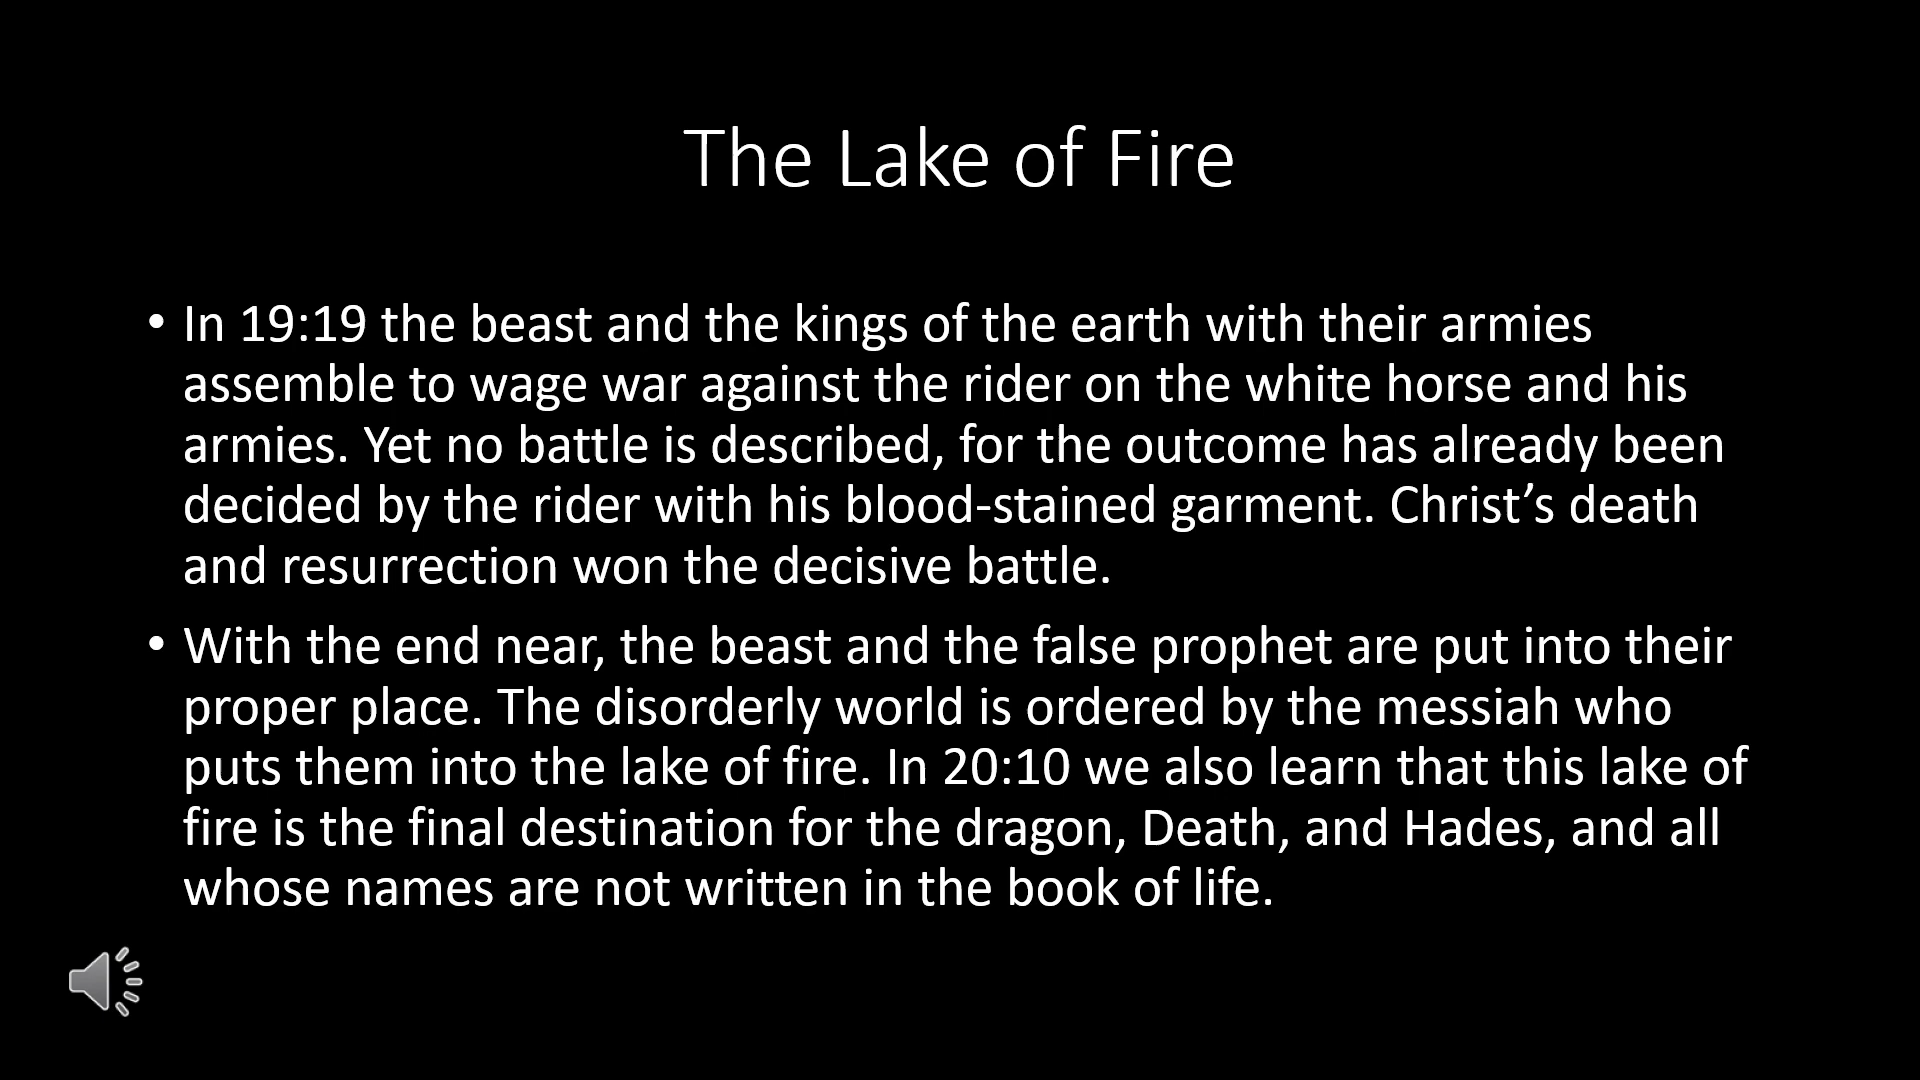 The Lake of Fire
• In 19:19 the beast and the kings of the earth with their armies
assemble to wage war against the rider on the white horse and his
armies. Yet no battle is described, for the outcome has already been
decided by the rider with his blood-stained garment. Christ’s death
and resurrection won the decisive battle.
• With the end near, the beast and the false prophet are put into their
proper place. The disorderly world is ordered by the messiah who
puts them into the lake of fire. In 20:10 we also learn that this lake of
fire is the final destination for the dragon, Death, and Hades, and all
whose names are not written in the book of life.